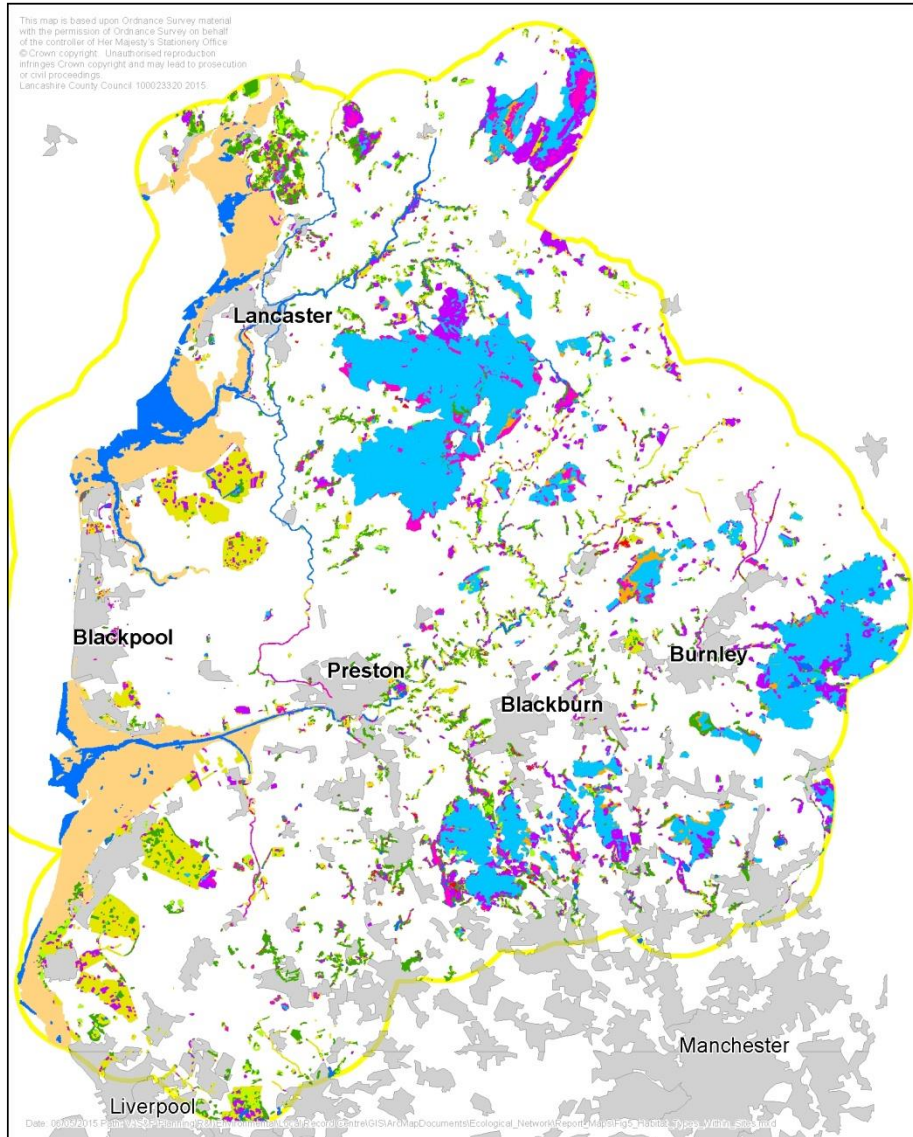 This map is based upon Ordnance Survey material
with the permission of Ordnance Survey on behalf
of the controller of Her Majesty's Stationery Office
© Crown copyright. Unauthorised reproduction
infringes Crown copyright and may lead to prosecution
or civil proceedings.
Lancashire County Council 100023320 2015
Lancaster
Blackpool
Preston
Burnley
Blackburn
Manchester
Liverpool